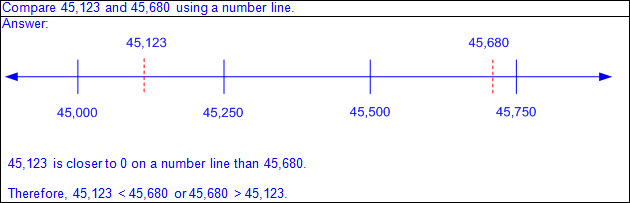 Compare 45,123 and 45,680 using a number line.
Answer:
45,123 45,680
45,000 45,250 45,500 45,750
45,123 is closer to 0 on a number line than 45,680.
Therefore, 45,123 < 45,680 or 45,680 > 45,123.